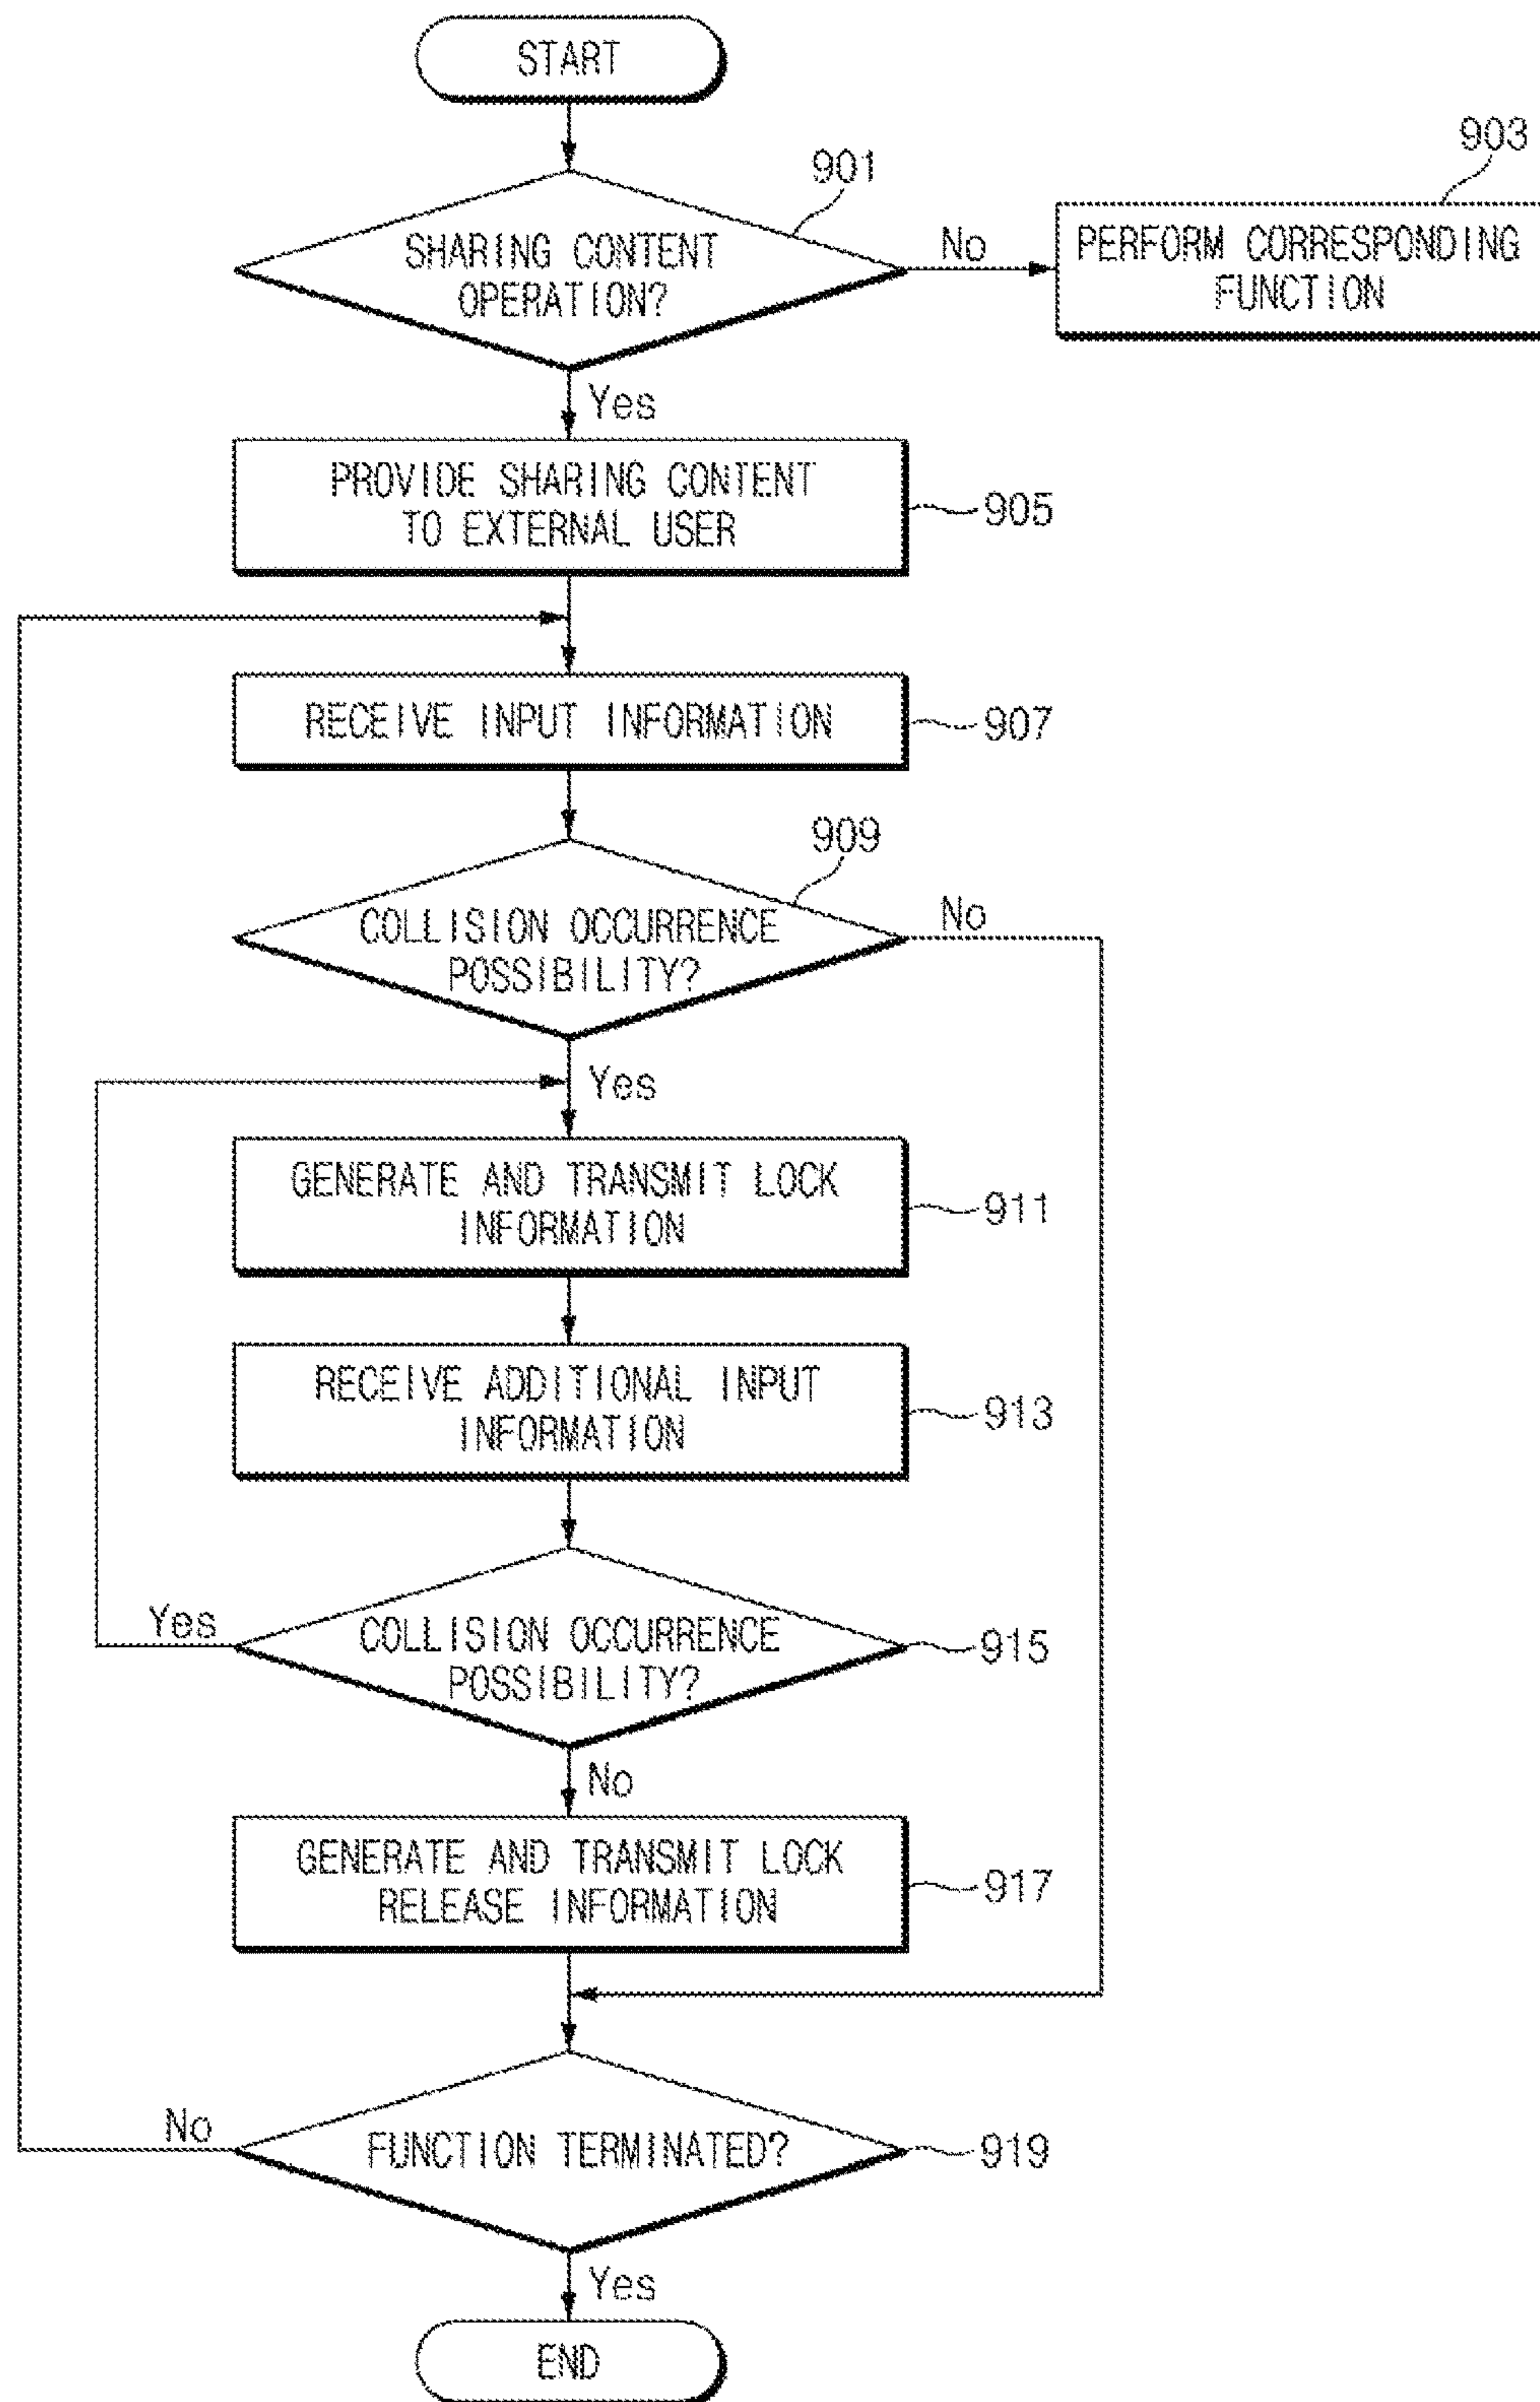 START
901
903
SHARING CONTENT
OPERATION?
No
PERFORM CORRESPONDING
FUNCTION
Yes
PROVIDE SHARING CONTENT
TO EXTERNAL USER
905
RECEIVE INPUT INFORMATION
907
909
COLLISION OCCURRENCE
POSSIBILITY?
No
Yes
GENERATE AND TRANSMIT LOCK
INFORMATION
911
RECEIVE ADDITIONAL INPUT
INFORMATION
913
Yes
COLLISION OCCURRENCE
POSSIBILITY?
915
No
GENERATE AND TRANSMIT LOCK
RELEASE INFORMATION
917
No
FUNCTION TERMINATED?
919
Yes
END